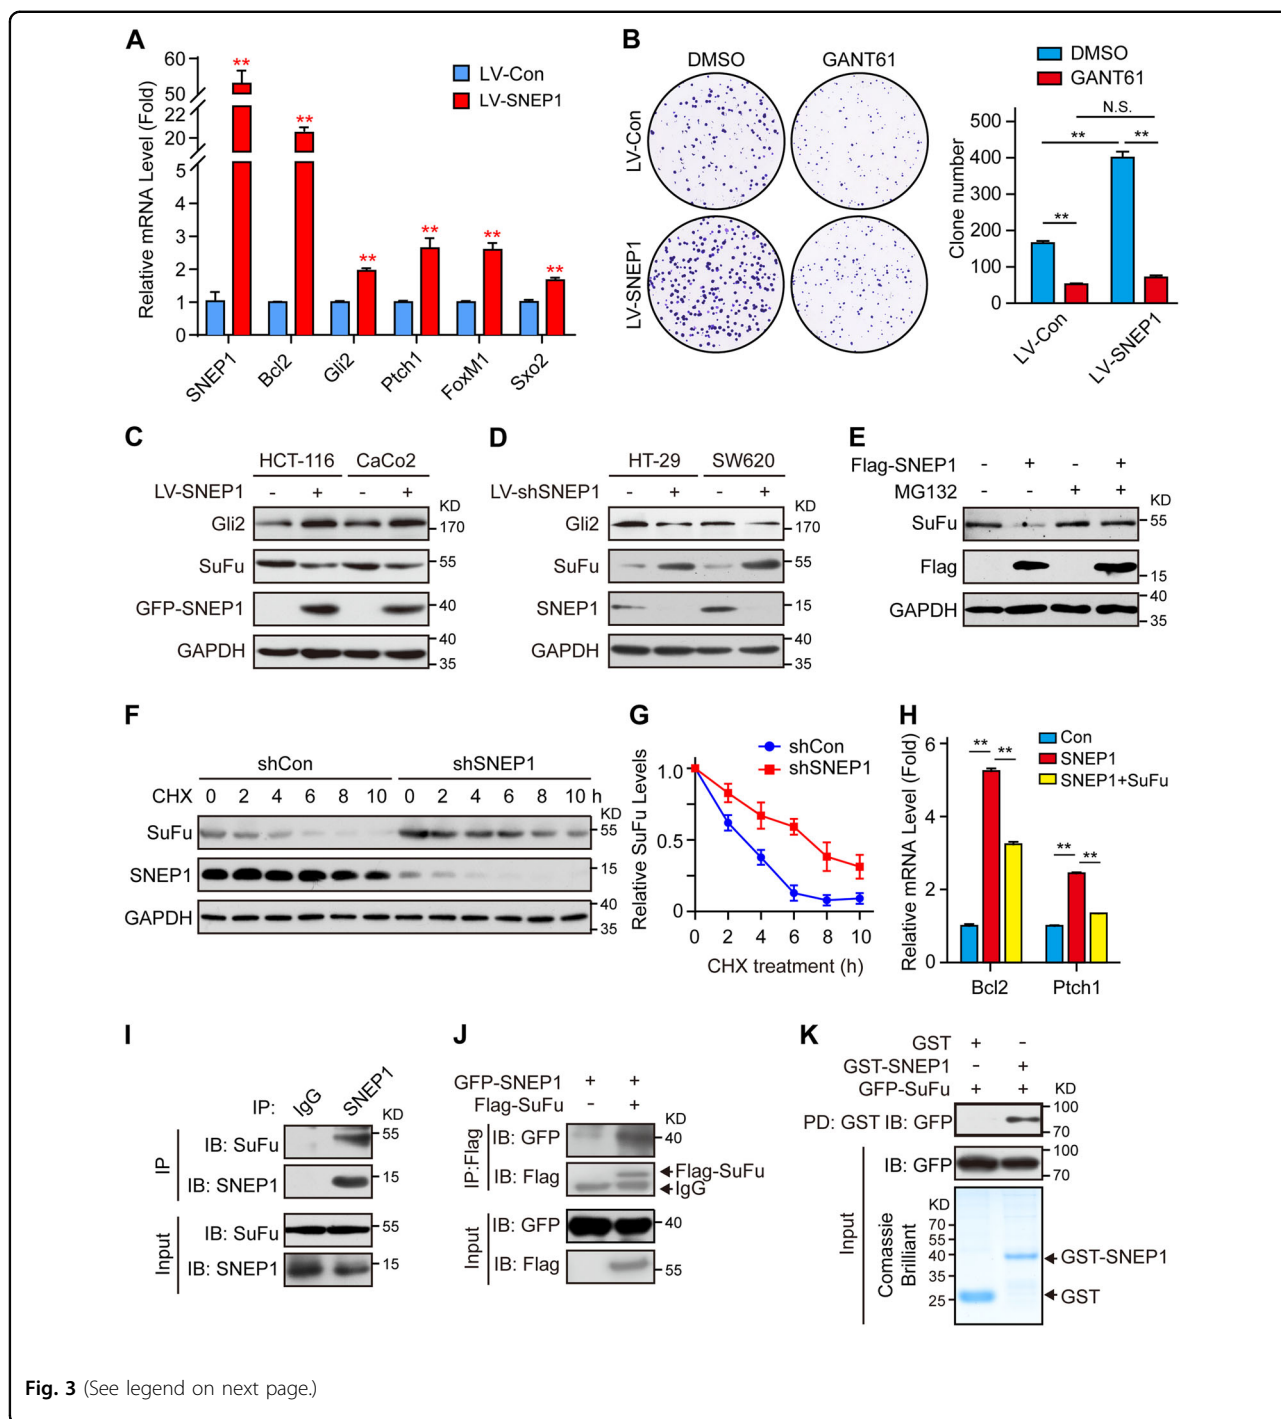 A
Relative mRNA Level (Fold)
60
50
22
20
5
4
3
2
1
0
** ** ** ** ** **
LV-Con
LV-SNEP1
SNEP1 Bcl2 Gli2 Ptch1 FoxM1 Sxo2
B
DMSO GANT61
LV-Con
LV-SNEP1
DMSO
GANT61
Clone number
500
400
300
200
100
0
N.S.
** **
**
LV-Con LV-SNEP1
C
HCT-116 CaCo2
LV-SNEP1 - + - +
KD
Gli2 170
SuFu 55
GFP-SNEP1 40
GAPDH 40
35
D
HT-29 SW620
LV-shSNEP1 - + - +
KD
Gli2 170
SuFu 55
SNEP1 15
GAPDH 40
35
E
Flag-SNEP1 - + - +
MG132 - - + +
KD
SuFu 55
Flag 15
GAPDH 40
35
F
shCon shSNEP1
CHX 0 2 4 6 8 10 0 2 4 6 8 10 h
KD
SuFu 55
SNEP1 15
GAPDH 40
35
G
shCon
shSNEP1
Relative SuFu Levels
1.0
0.5
0
0 2 4 6 8 10
CHX treatment (h)
H
Relative mRNA Level (Fold)
6
4
2
0
Con
SNEP1
SNEP1+SuFu
** **
** **
Bcl2 Ptch1
I
IP: IgG SNEP1
KD
IP
IB: SuFu 55
IB: SNEP1 15
Input
IB: SuFu 55
IB: SNEP1 15
J
GFP-SNEP1 + +
Flag-SuFu - +
KD
IP:Flag
IB: GFP 40
IB: Flag Flag-SuFu
IgG
Input
IB: GFP 40
IB: Flag 55
K
GST + -
GST-SNEP1 - +
GFP-SuFu + + KD
PD: GST IB: GFP 100
70
Input
IB: GFP 100
70
Comassie
Brilliant
KD
70
55
40
35
25
GST-SNEP1
GST
Fig. 3 (See legend on next page.)